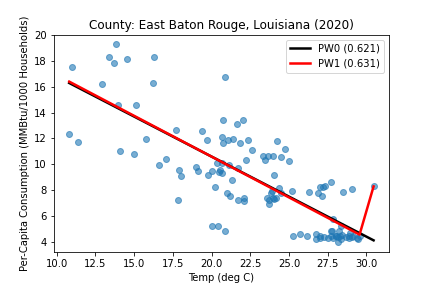 County: East Baton Rouge, Louisiana (2020)
Per-Capita Consumption (MMBtu/1000 Households)
20
18
16
14
12
10
8
6
4
PW0 (0.621)
PW1 (0.631)
10.0 12.5 15.0 17.5 20.0 22.5 25.0 27.5 30.0
Temp (deg C)